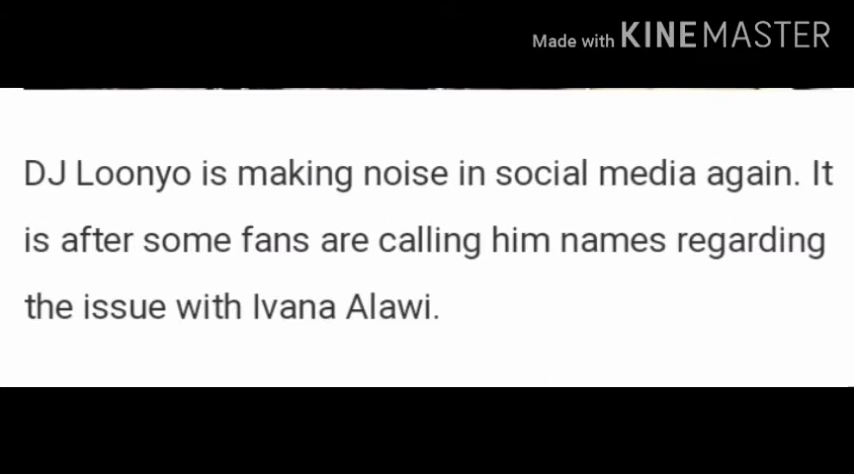 Made with KINEMASTER
DJ Loonyo is making noise in social media again. It
is after some fans are calling him names regarding
the issue with Ivana Alawi.